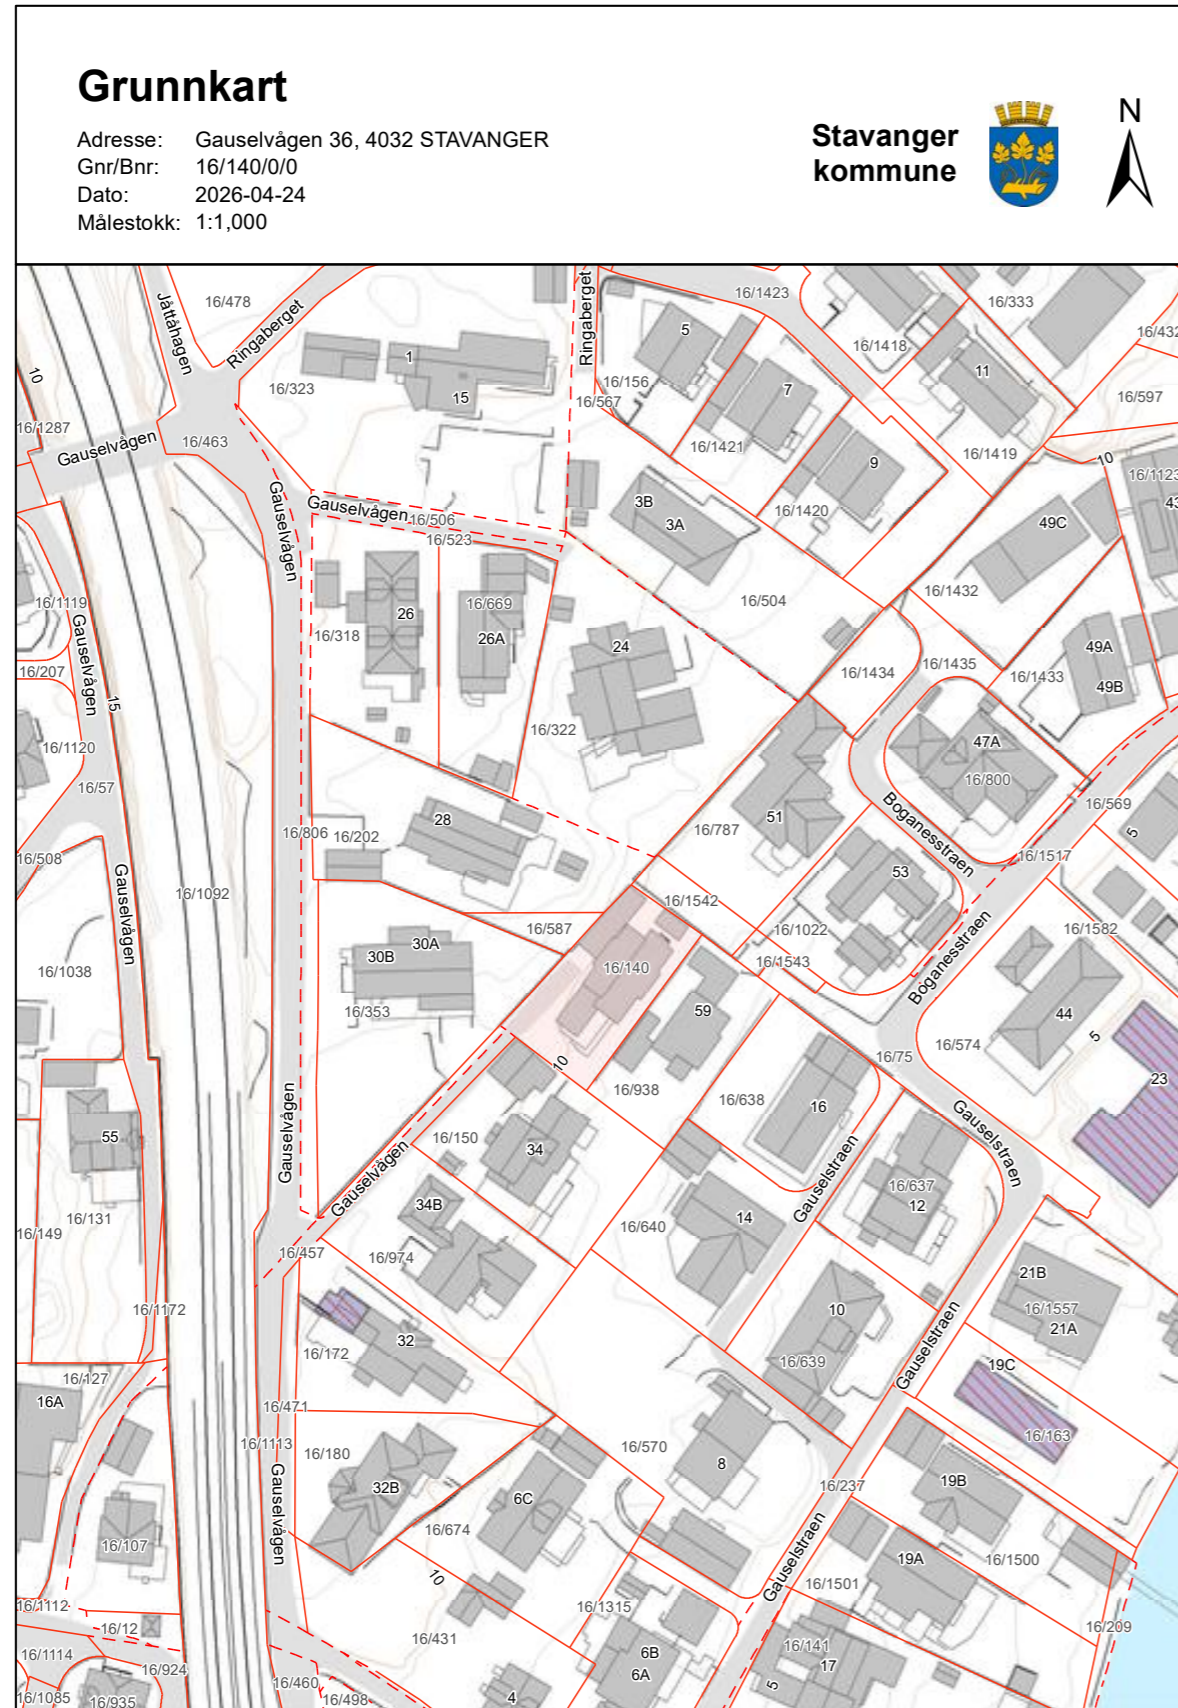 Grunnkart
Adresse: Gauselvågen 36, 4032 STAVANGER
Gnr/Bnr: 16/140/0/0
Dato: 2026-04-24
Målestokk: 1:1,000
Stavanger
kommune
N
Jåttåhagen
16/478
Ringaberget
Ringaberget
16/1423
16/333
16/432
5
16/1418
1
15
16/323
10
16/156
16/567
7
11
16/597
16/1287
Gauselvågen
16/463
16/1421
9
16/1419
10
16/1123
43
Gauselvågen
Gauselvågen
16/506
16/523
3B
3A
16/1420
49C
16/1119
Gauselvågen
16/318
26
16/669
26A
24
16/504
16/1432
16/207
15
16/1434
16/1435
16/1433
49A
49B
16/1120
16/322
47A
16/800
16/57
16/806
16/202
28
16/787
51
Boganesstraen
16/569
5
16/508
16/1092
16/1517
53
Gauselvågen
16/1542
16/587
16/1022
16/1582
16/1038
30A
30B
16/140
16/1543
Boganesstraen
16/353
59
44
16/574
5
16/75
23
10
16/938
16/638
16
Gauselstraen
Gauselvågen
55
16/150
34
Gauselvågen
16/131
34B
Gauselstraen
16/637
12
16/149
16/640
14
16/457
16/974
21B
16/1557
21A
16/1172
10
32
16/172
16/639
Gauselstraen
19C
16/127
16A
16/471
16/1113
16/180
16/570
16/163
8
Gauselvågen
32B
6C
16/237
19B
16/674
16/107
Gauselstraen
19A
16/1500
10
16/1501
16/1112
16/12
16/1315
16/209
16/431
16/141
17
16/1114
6B
6A
16/924
16/460
5
16/1085
16/935
16/498
4